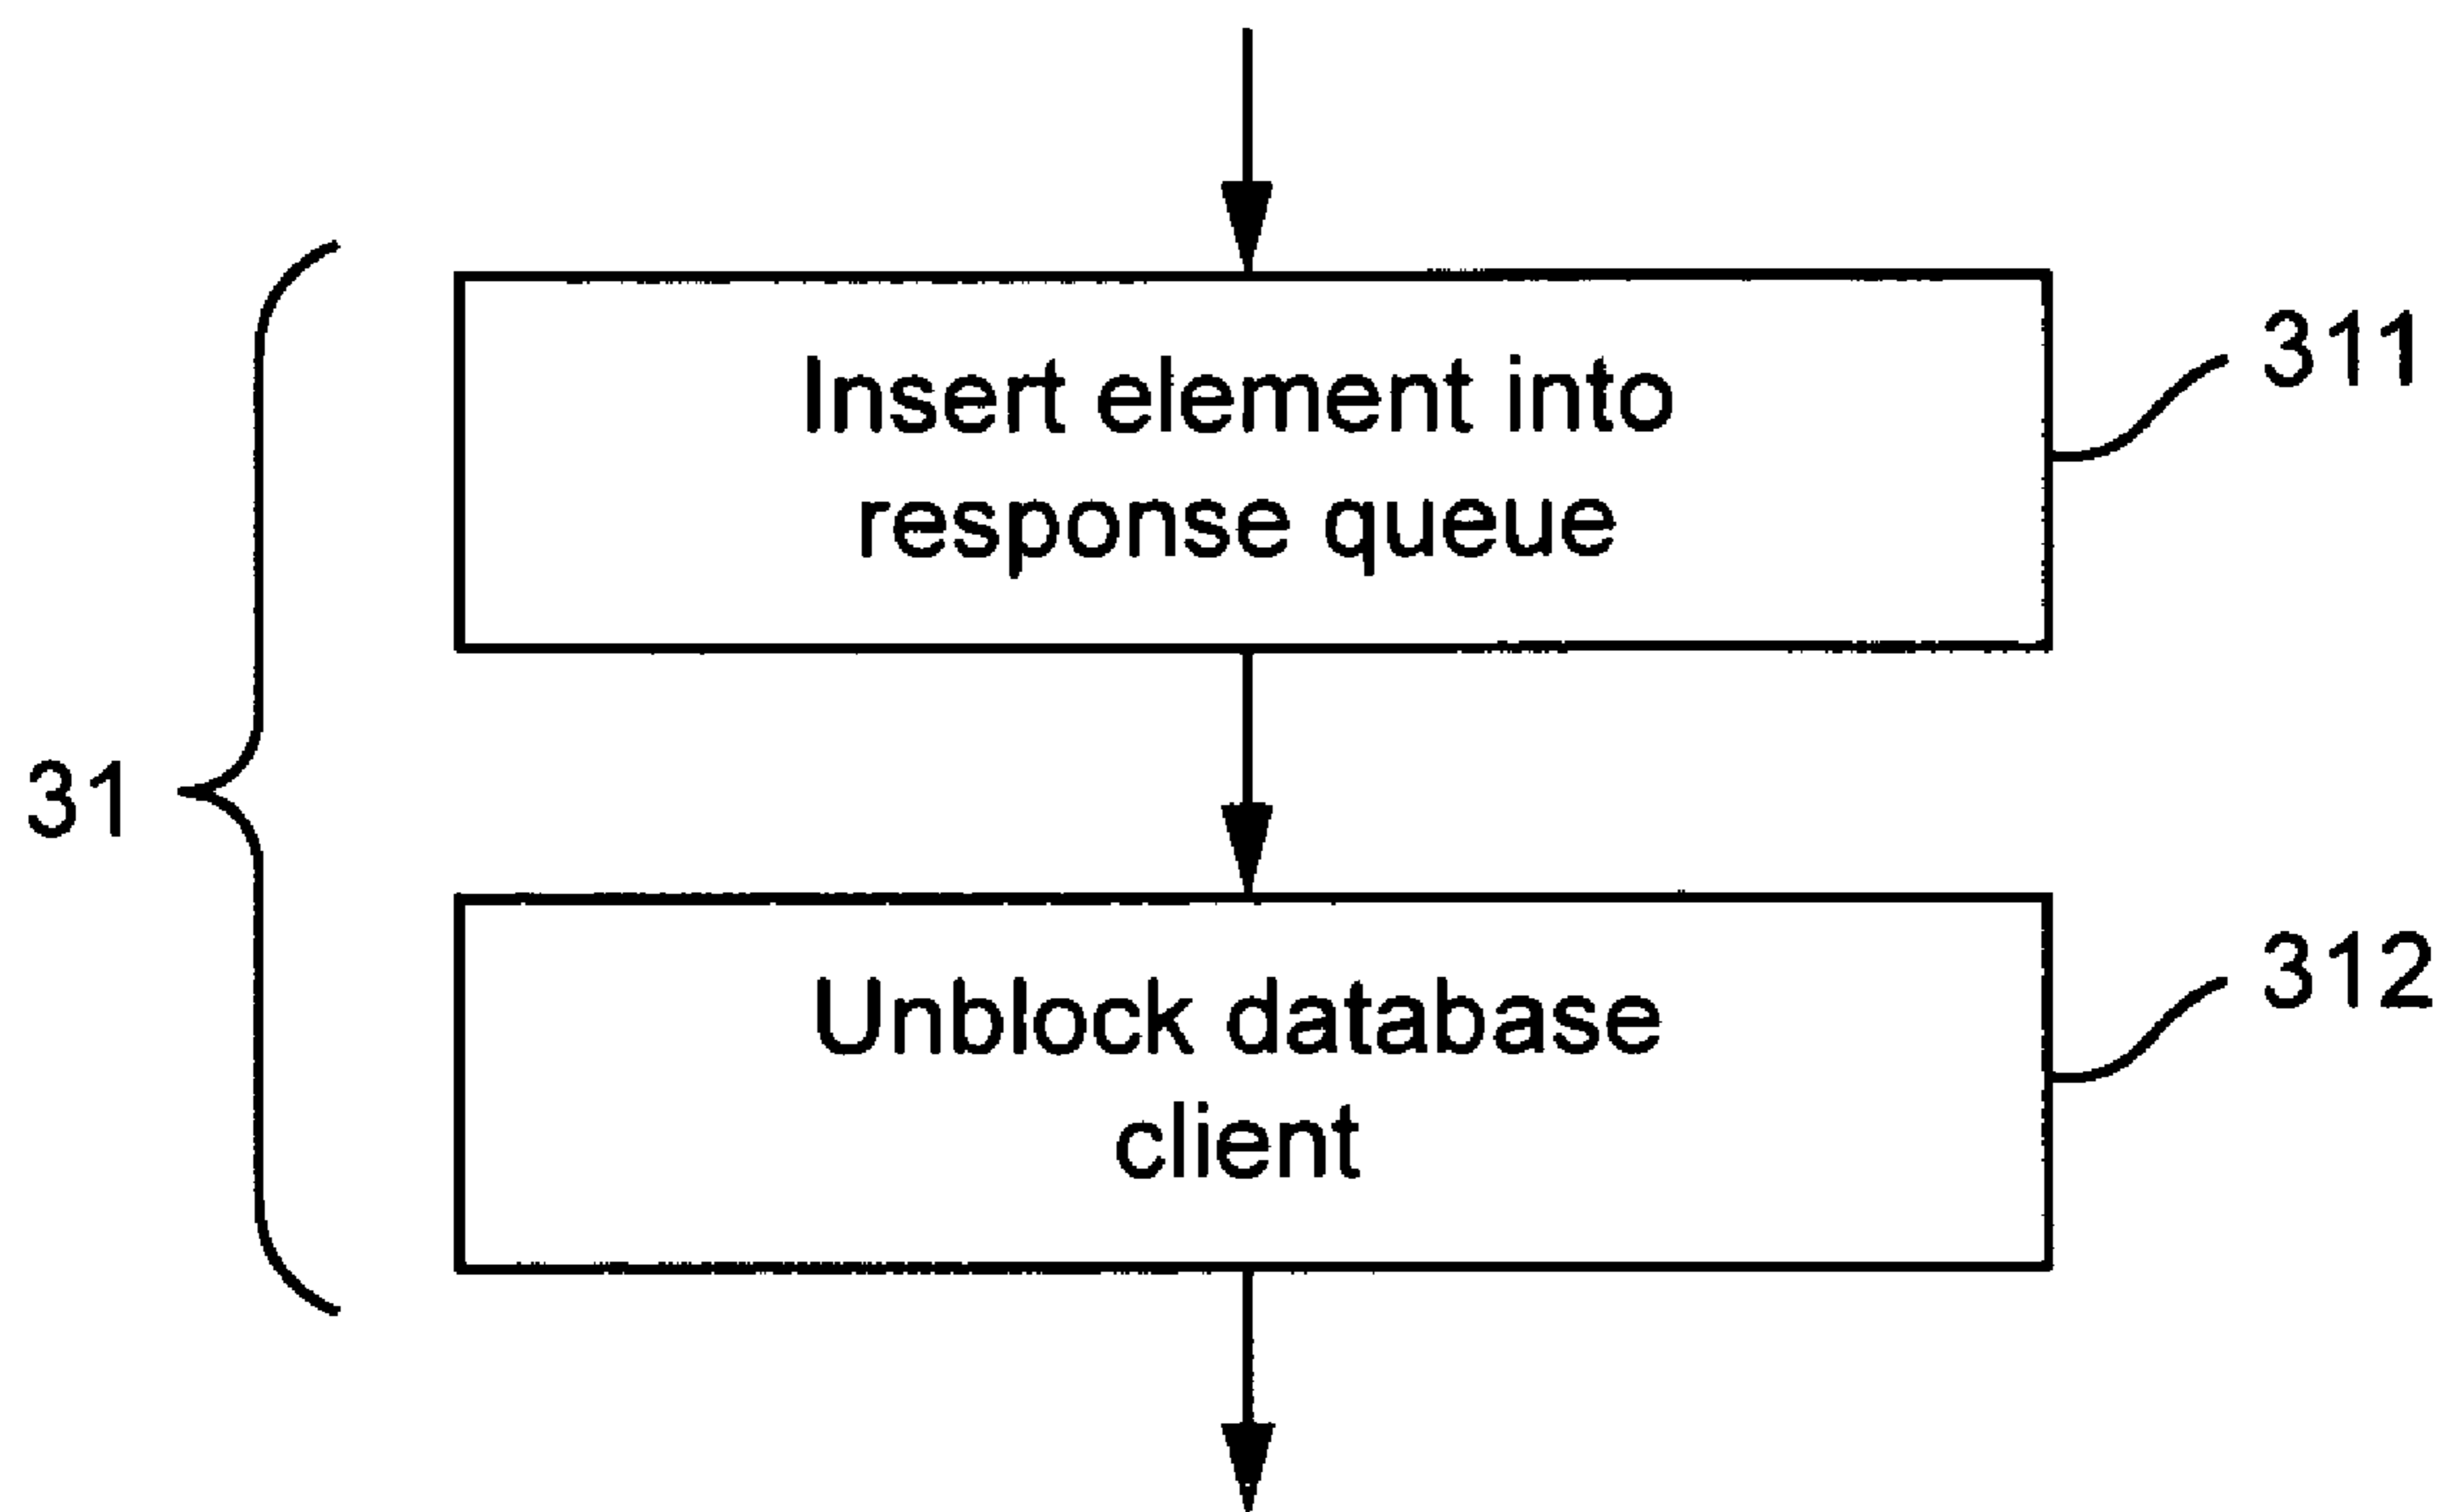 Insert element into
response queue
311
31
Unblock database
client
312